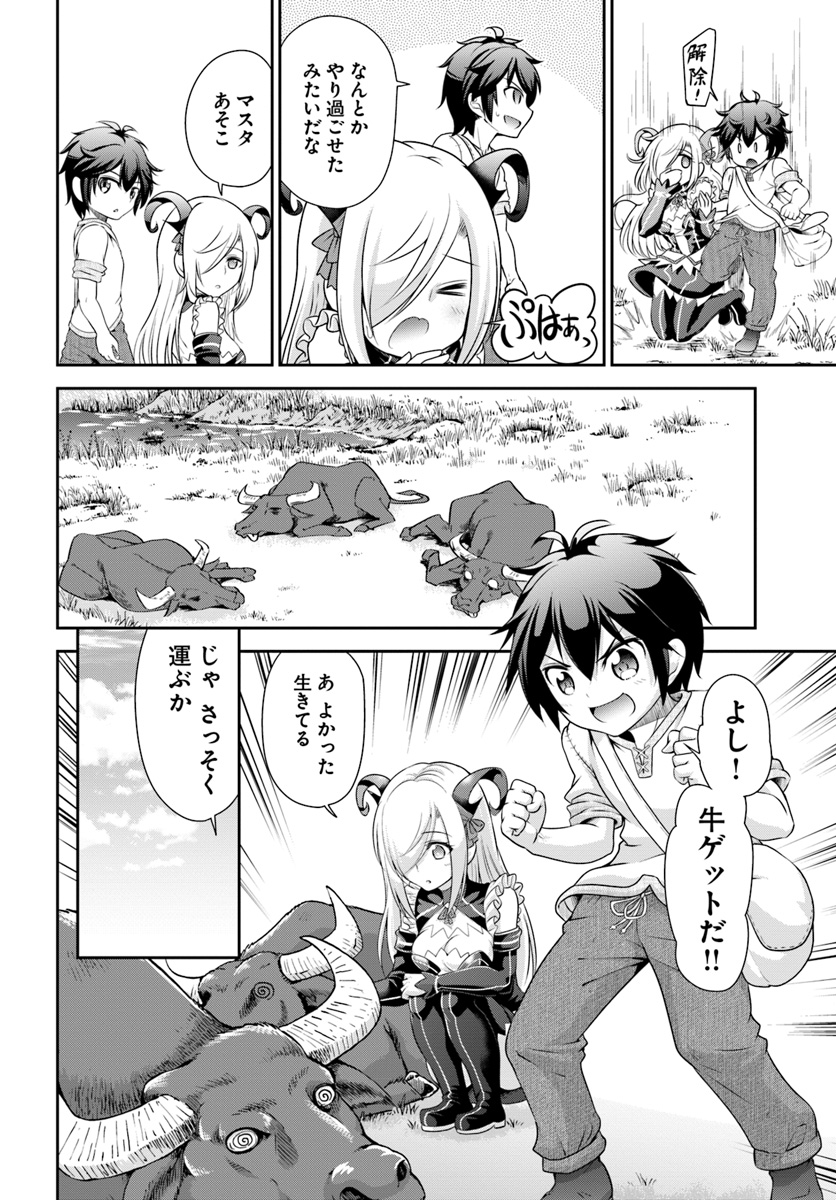 解除！
なんとか
やり過ごせた
みたいだな
ぷはぁっ
マスタ
あそこ
よし！
牛ゲットだ!!
あ よかった
生きてる
じゃ さっそく
運ぶか